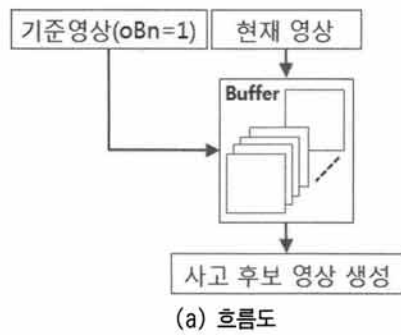 기준영상(oBn=1)
현재 영상
Buffer
사고 후보 영상 생성
(a) 흐름도